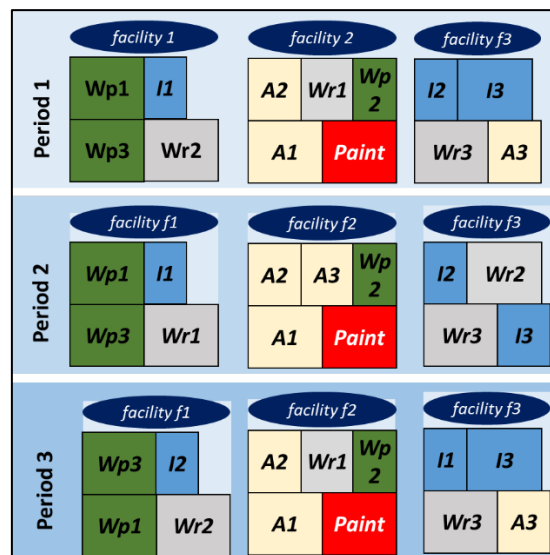 Period 1
facility 1
facility 2
facility f3
Wp1 I1
A2 Wr1 Wp
2
I2 I3
Wp3 Wr2
A1 Paint
Wr3 A3
Period 2
facility f1
facility f2
facility f3
Wp1 I1
A2 A3 Wp
2
I2 Wr2
Wp3 Wr1
A1 Paint
Wr3 I3
Period 3
facility f1
facility f2
facility f3
Wp3 I2
A2 Wr1 Wp
2
I1 I3
Wp1 Wr2
A1 Paint
Wr3 A3